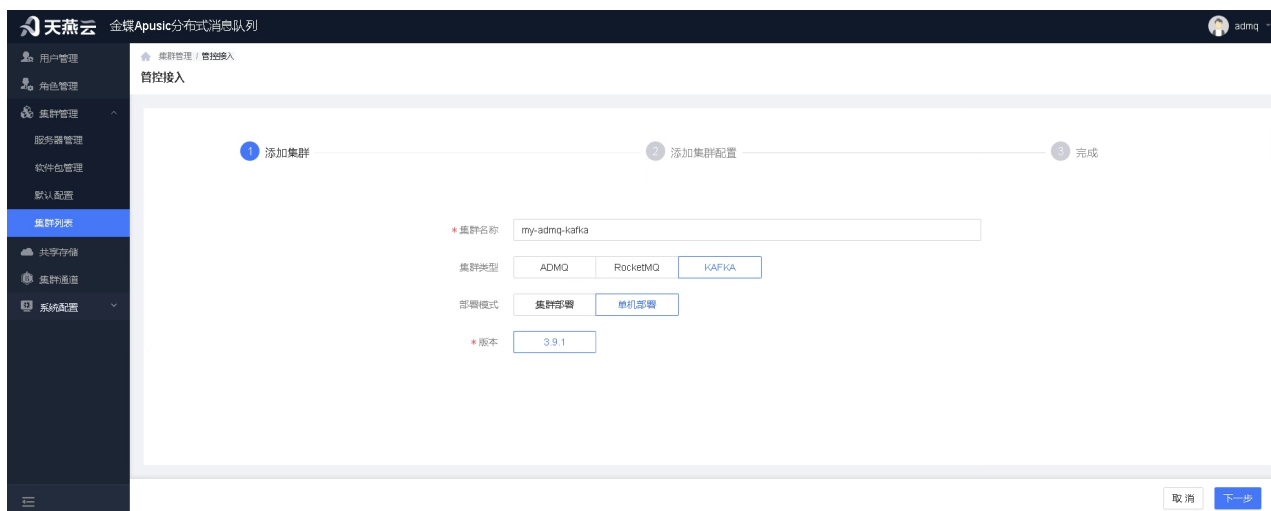 天燕云 金蝶Apusic分布式消息队列 admq
用户管理
角色管理
集群管理
服务器管理
软件包管理
默认配置
集群列表
共享存储
集群通道
系统配置
集群管理 / 管控接入
管控接入
1 添加集群 2 添加集群配置 3 完成
* 集群名称 my-admq-kafka
集群类型 ADMQ RocketMQ KAFKA
部署模式 集群部署 单机部署
* 版本 3.9.1
取消 下一步